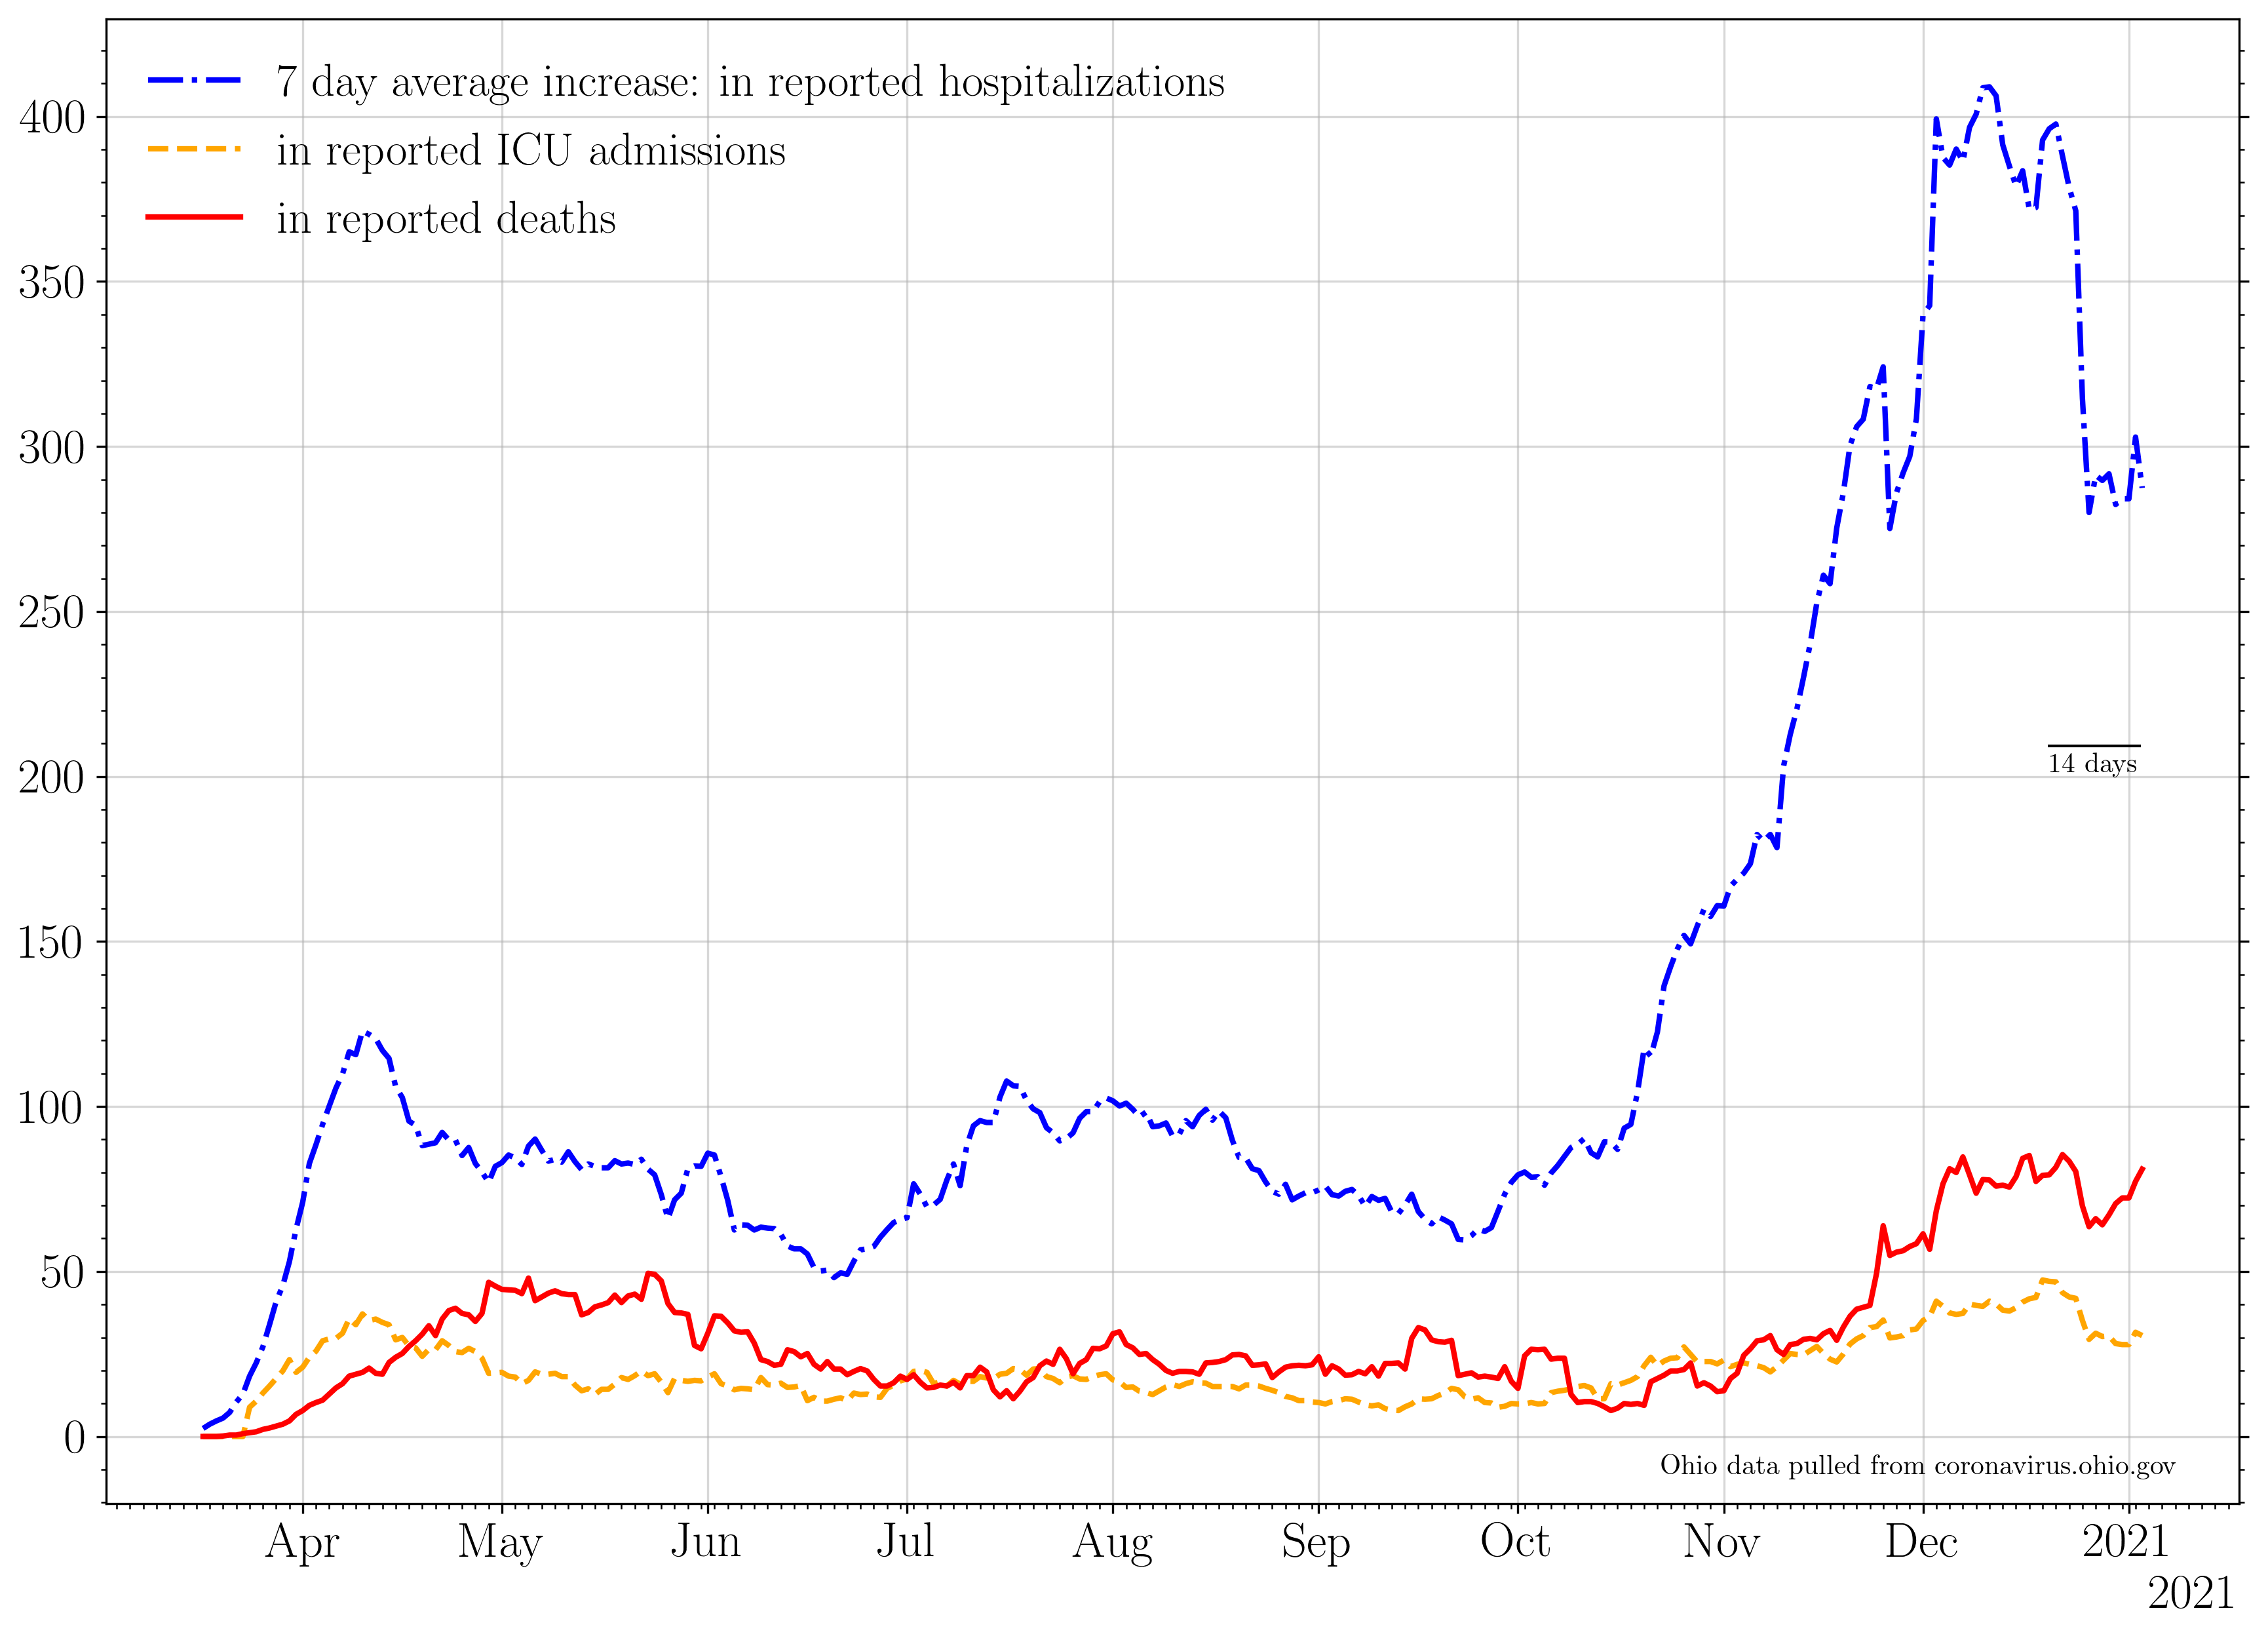 7 day average increase: in reported hospitalizations
in reported ICU admissions
in reported deaths
400
350
300
250
200
150
100
50
0
14 days
Ohio data pulled from coronavirus.ohio.gov
Apr May Jun Jul Aug Sep Oct Nov Dec 2021
2021